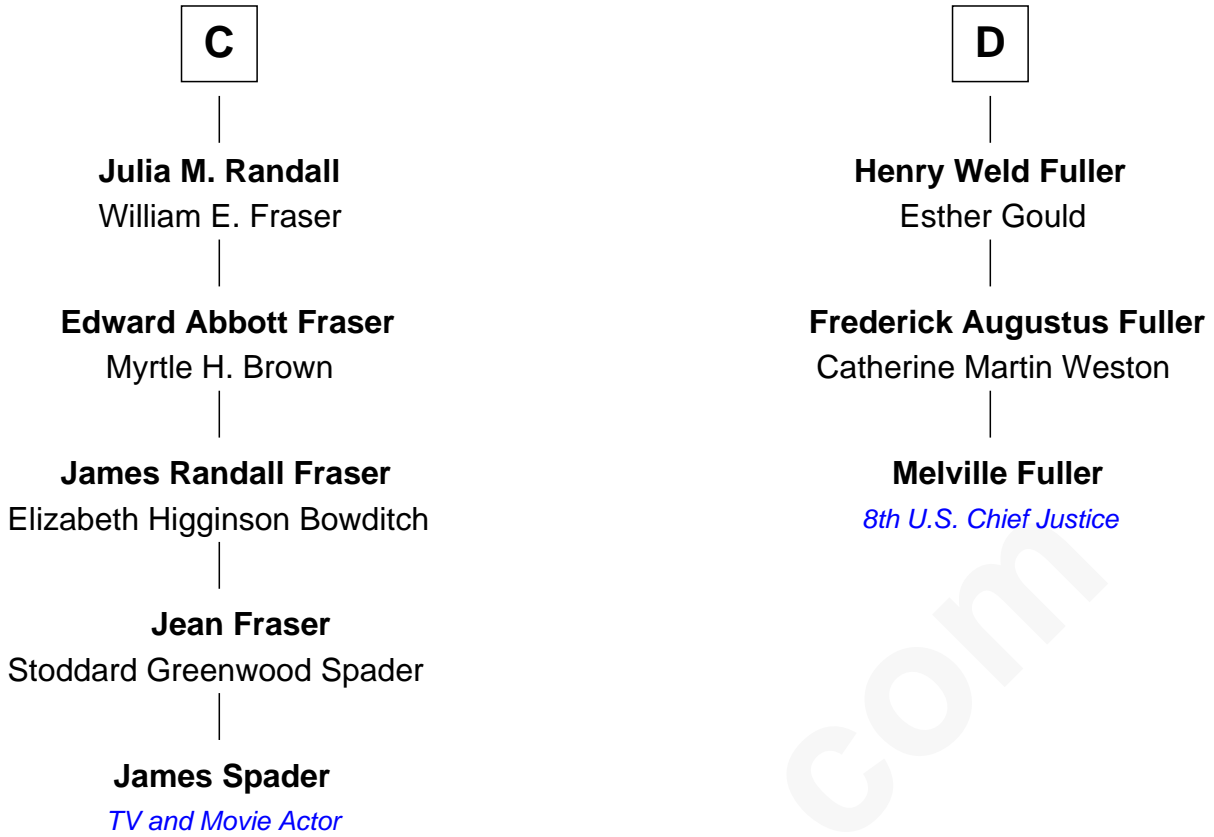 C
Julia M. Randall
William E. Fraser
Edward Abbott Fraser
Myrtle H. Brown
James Randall Fraser
Elizabeth Higginson Bowditch
Jean Fraser
Stoddard Greenwood Spader
James Spader
TV and Movie Actor
D
Henry Weld Fuller
Esther Gould
Frederick Augustus Fuller
Catherine Martin Weston
Melville Fuller
8th U.S. Chief Justice
com